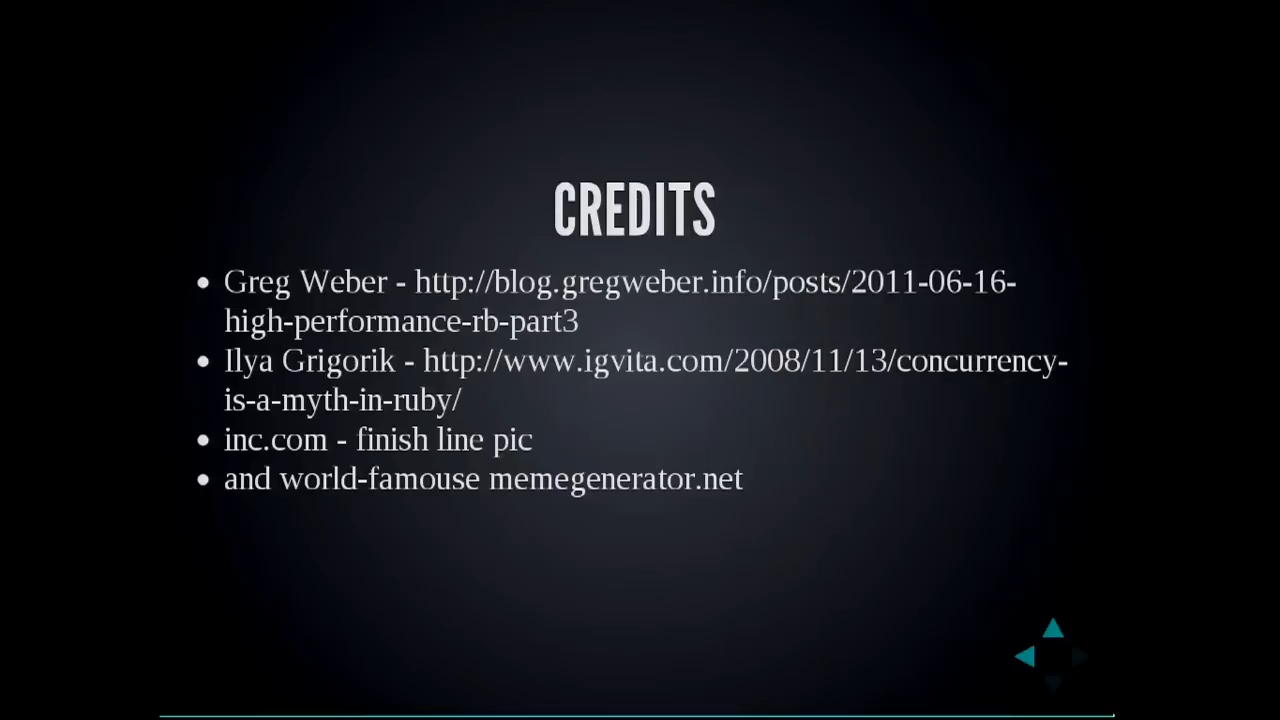 CREDITS
Greg Weber - http://blog.gregweber.info/posts/2011-06-16-
high-performance-rb-part3
Ilya Grigorik - http://www.igvita.com/2008/11/13/concurrency-
is-a-myth-in-ruby/
inc.com - finish line pic
and world-famouse memegenerator.net